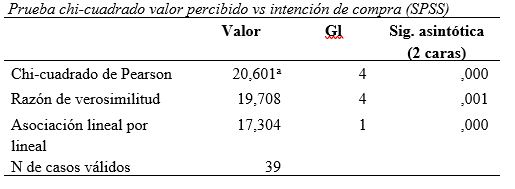 Prueba chi-cuadrado valor percibido vs intención de compra (SPSS)
Valor Gl Sig. asintótica
(2 caras)
Chi-cuadrado de Pearson 20,601ª 4 ,000
Razón de verosimilitud 19,708 4 ,001
Asociación lineal por 17,304 1 ,000
lineal
N de casos válidos 39